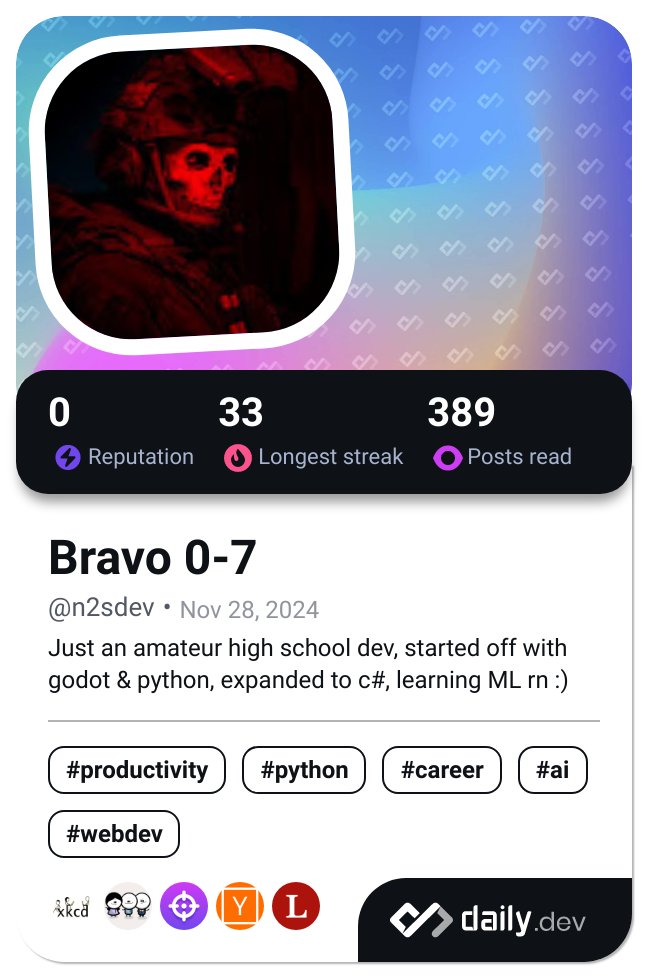 0
33
389
Reputation
Longest streak
Posts read
Bravo 0-7
@n2sdev • Nov 28, 2024
Just an amateur high school dev, started off with
godot & python, expanded to c#, learning ML rn :)
#productivity
#python
#career
#ai
#webdev
xkcd
Y
L
daily.dev